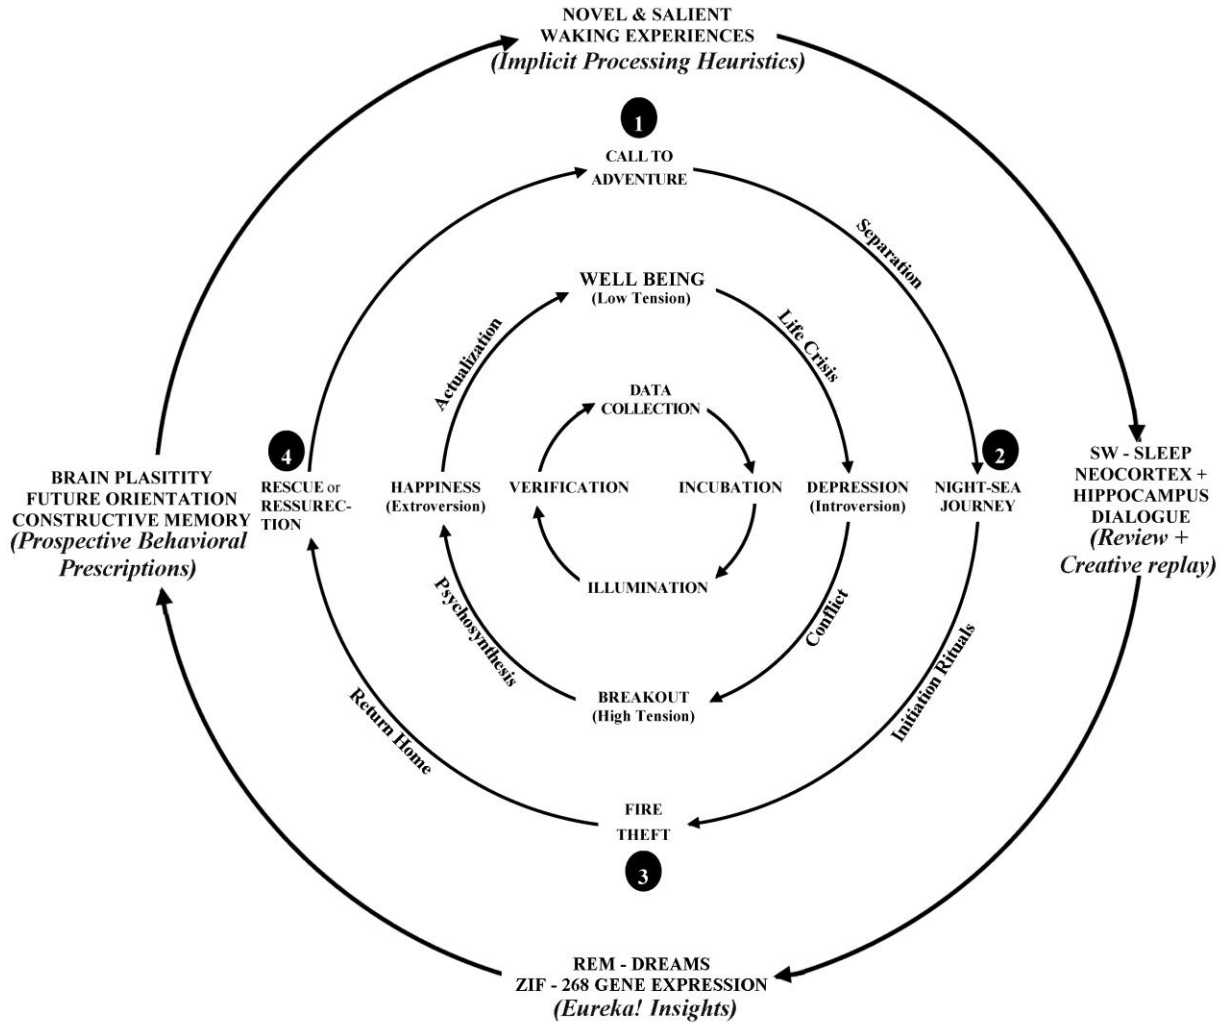 NOVEL & SALIENT
WAKING EXPERIENCES
(Implicit Processing Heuristics)
1
CALL TO
ADVENTURE
Separation
WELL BEING
(Low Tension)
Life Crisis
Actualization
DATA
COLLECTION
4
2
BRAIN PLASITITY
FUTURE ORIENTATION
CONSTRUCTIVE MEMORY
(Prospective Behavioral
Prescriptions)
RESCUE or
RESSUREC-
TION
HAPPINESS
(Extroversion)
VERIFICATION
INCUBATION
DEPRESSION
(Introversion)
NIGHT-SEA
JOURNEY
SW - SLEEP
NEOCORTEX +
HIPPOCAMPUS
DIALOGUE
(Review +
Creative replay)
ILLUMINATION
Psychosynthesis
Conflict
BREAKOUT
(High Tension)
Initiation Rituals
Return Home
FIRE
THEFT
3
REM - DREAMS
ZIF - 268 GENE EXPRESSION
(Eureka! Insights)